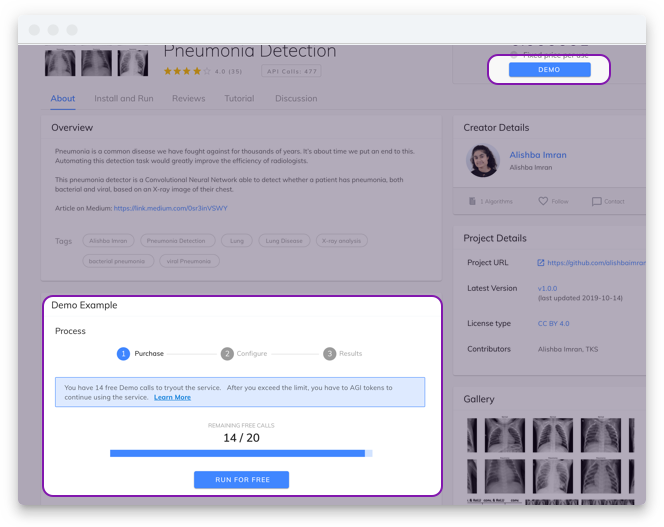 Pneumonia Detection
4.0 (35)
API Calls: 477
Fixed price per use
DEMO
About
Install and Run
Reviews
Tutorial
Discussion
Overview
Pneumonia is a common disease we have fought against for thousands of years. It's about time we put an end to this.
Automating this detection task would greatly improve the efficiency of radiologists.
This pneumonia detector is a Convolutional Neural Network able to detect whether a patient has pneumonia, both
bacterial and viral, based on an X-ray image of their chest.
Article on Medium: https://link.medium.com/0sr3inVSWY
Tags
Alishba Imran
Pneumonia Detection
Lung
Lung Disease
X-ray analysis
bacterial pneumonia
viral Pneumonia
Creator Details
Alishba Imran
Alishba Imran
1 Algorithms
Follow
Contact
Project Details
Project URL
https://github.com/alishbaimran
Latest Version
v1.0.0
(last updated 2019-10-14)
License type
CC BY 4.0
Contributors
Alishba Imran, TKS
Gallery
Demo Example
Process
1 Purchase
2 Configure
3 Results
You have 14 free Demo calls to tryout the service. After you exceed the limit, you have to AGI tokens to
continue using the service. Learn More
REMAINING FREE CALLS
14 / 20
RUN FOR FREE